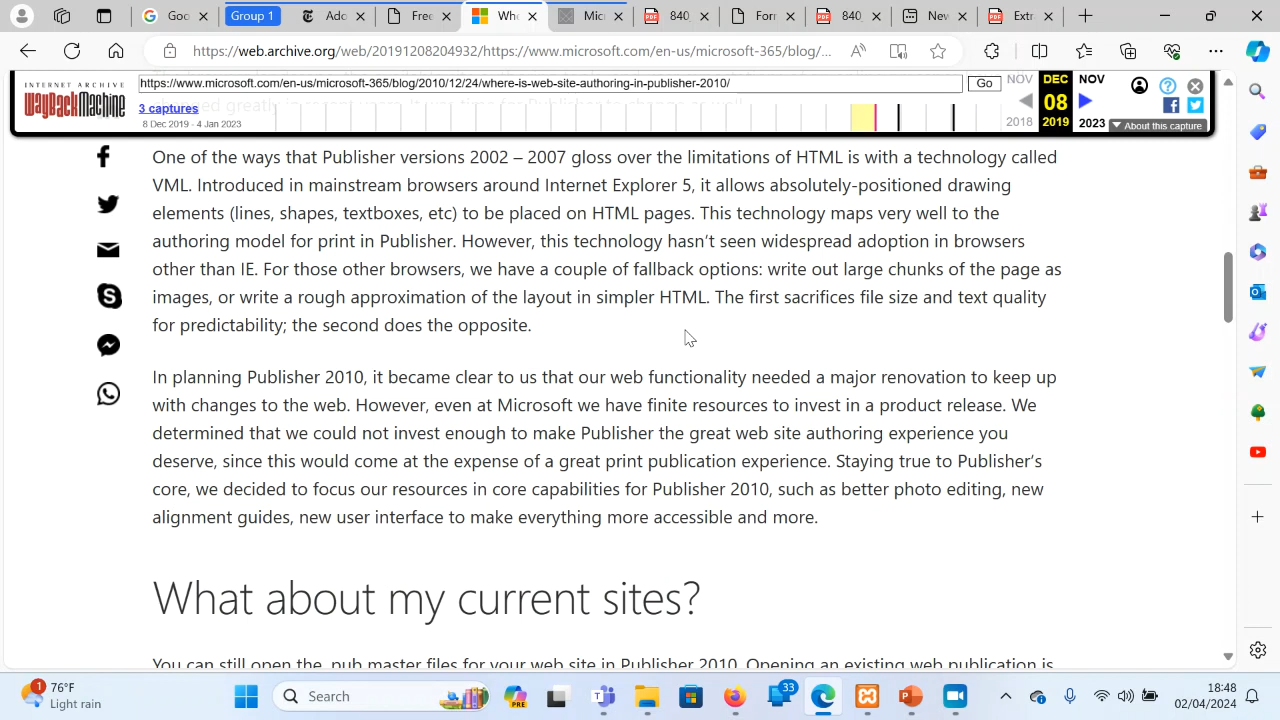 Group 1
Ado
Free
Whe
Micr
840_
Forr
840_
New
Extr
https://web.archive.org/web/20191208204932/https://www.microsoft.com/en-us/microsoft-365/blog/...
INTERNET ARCHIVE
WayBackMachine
https://www.microsoft.com/en-us/microsoft-365/blog/2010/12/24/where-is-web-site-authoring-in-publisher-2010/
Go
NOV
DEC
NOV
3 captures
08
8 Dec 2019 - 4 Jan 2023
2018
2019
2023
About this capture
One of the ways that Publisher versions 2002 – 2007 gloss over the limitations of HTML is with a technology called
VML. Introduced in mainstream browsers around Internet Explorer 5, it allows absolutely-positioned drawing
elements (lines, shapes, textboxes, etc) to be placed on HTML pages. This technology maps very well to the
authoring model for print in Publisher. However, this technology hasn't seen widespread adoption in browsers
other than IE. For those other browsers, we have a couple of fallback options: write out large chunks of the page as
images, or write a rough approximation of the layout in simpler HTML. The first sacrifices file size and text quality
for predictability; the second does the opposite.
In planning Publisher 2010, it became clear to us that our web functionality needed a major renovation to keep up
with changes to the web. However, even at Microsoft we have finite resources to invest in a product release. We
determined that we could not invest enough to make Publisher the great web site authoring experience you
deserve, since this would come at the expense of a great print publication experience. Staying true to Publisher's
core, we decided to focus our resources in core capabilities for Publisher 2010, such as better photo editing, new
alignment guides, new user interface to make everything more accessible and more.
What about my current sites?
You can still open the .pub master files for your web site in Publisher 2010. Opening an existing web publication is
1
76°F
Light rain
Search
PRE
33
18:48
02/04/2024